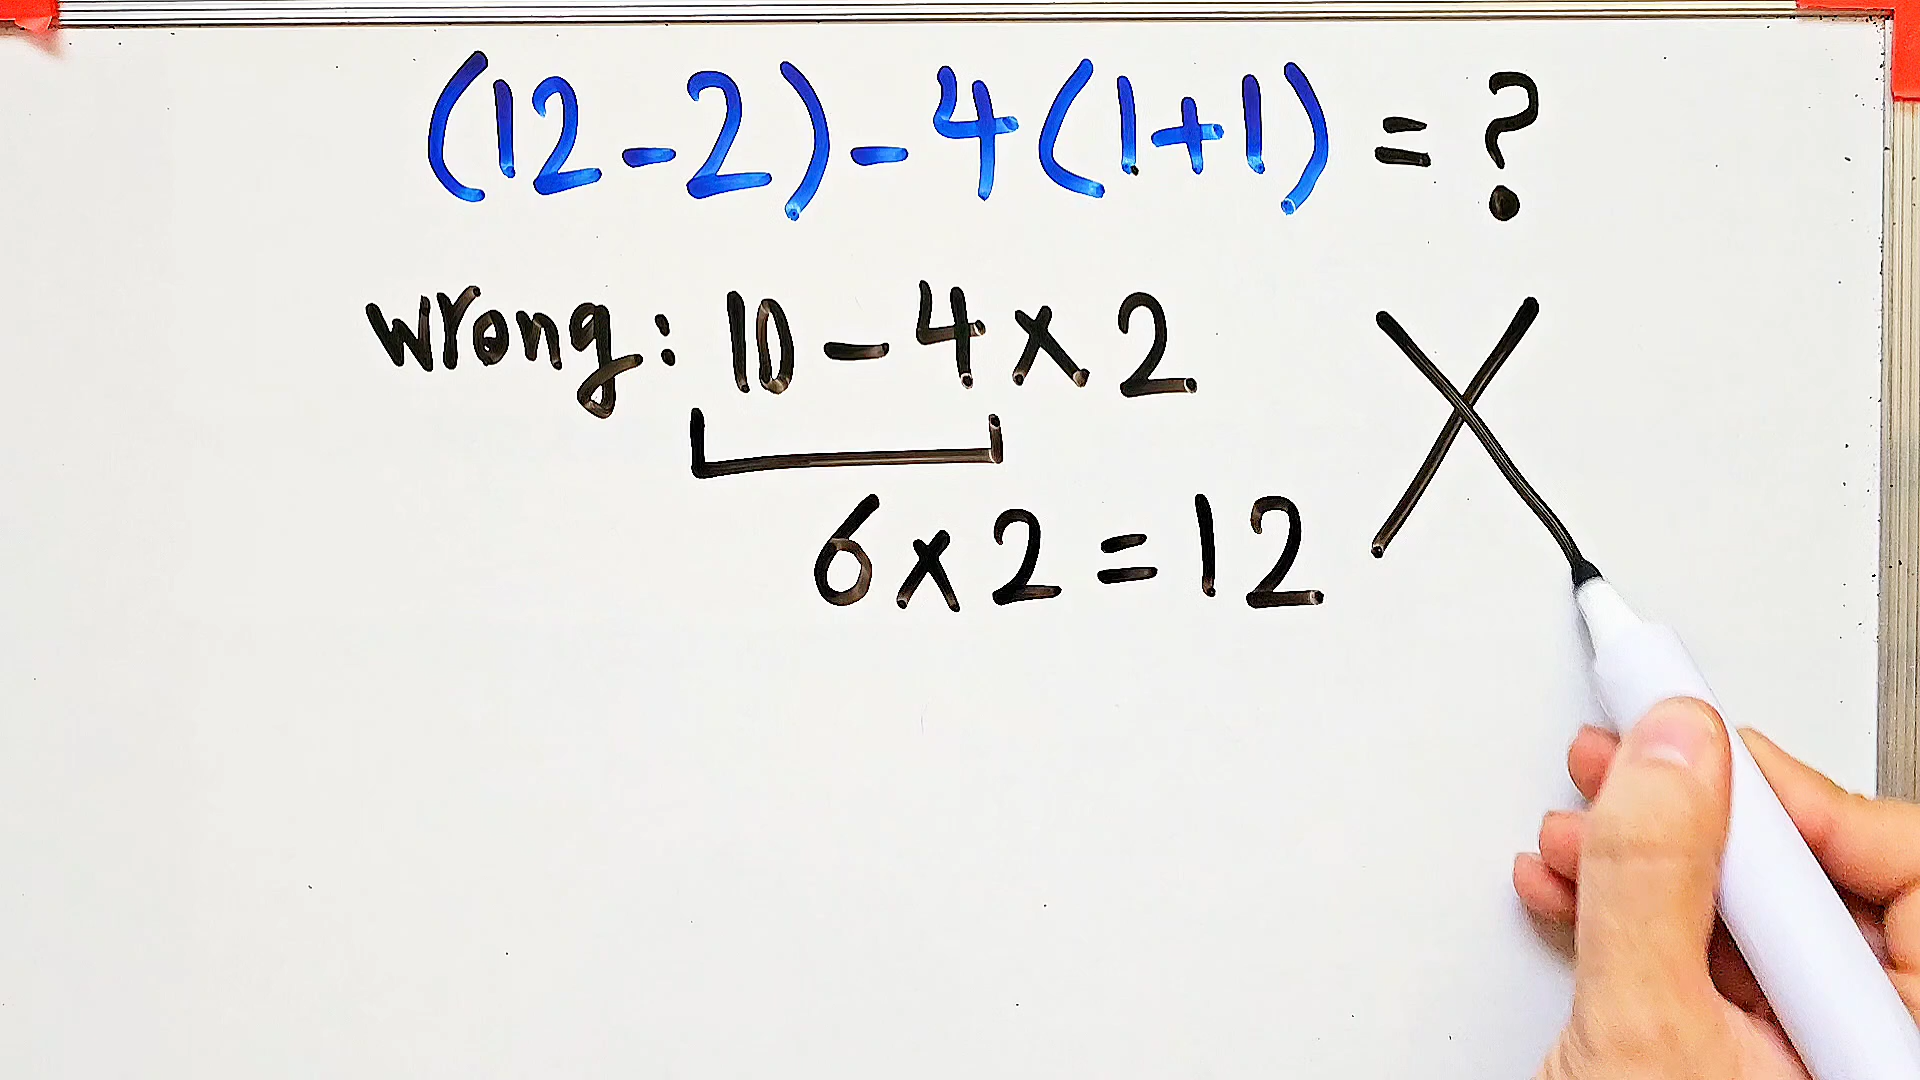 (12-2)-4(1+1) = ?
wrong: 10-4×2
6×2=12